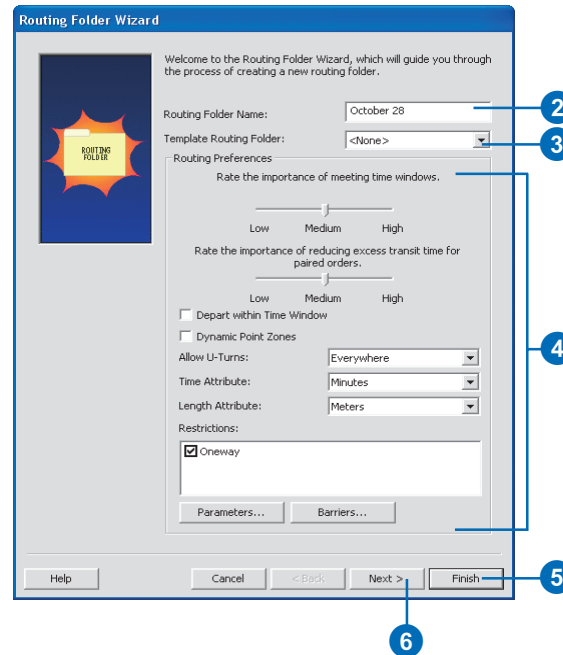 Routing Folder Wizard
Welcome to the Routing Folder Wizard, which will guide you through
the process of creating a new routing folder.
ROUTING
FOLDER
Routing Folder Name:
October 28
2
Template Routing Folder:
<None>
3
Routing Preferences
Rate the importance of meeting time windows.
Low Medium High
Rate the importance of reducing excess transit time for
paired orders.
Low Medium High
Depart within Time Window
Dynamic Point Zones
4
Allow U-Turns:
Everywhere
Time Attribute:
Minutes
Length Attribute:
Meters
Restrictions:
Oneway
Parameters... Barriers...
Help Cancel < Back Next > Finish
5
6